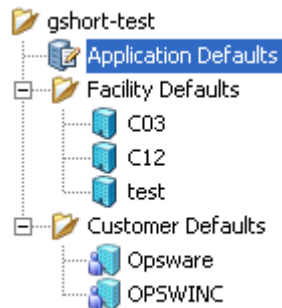 gshort-test
Application Defaults
Facility Defaults
C03
C12
test
Customer Defaults
Opsware
OPSWINC